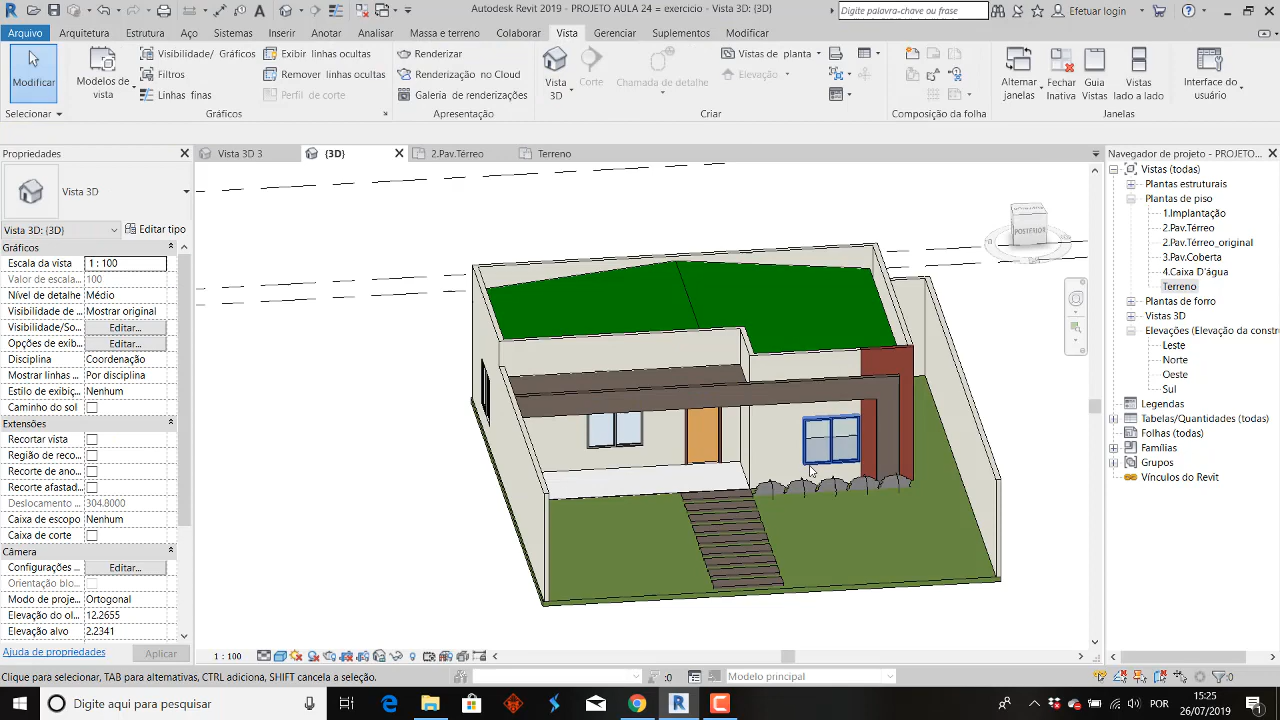 Autodesk Revit 2019 - PROJETO AULA 24 = exercicio - Vista 3D: {3D}
Digite palavra-chave ou frase
Efetuar login
Arquivo Arquitetura Estrutura Aço Sistemas Inserir Anotar Analisar Massa e terreno Colaborar Vista Gerenciar Suplementos Modificar
Modificar
Modelos de vista
Visibilidade/ Gráficos
Filtros
Linhas finas
Exibir linhas ocultas
Remover linhas ocultas
Perfil de corte
Renderizar
Renderização no Cloud
Galeria de renderizações
Vista 3D
Corte
Chamada de detalhe
Vistas de planta
Elevação
Alternar janelas
Fechar Inativa
Guia Vistas
Vistas lado a lado
Interface do usuário
Selecionar
Gráficos
Apresentação
Criar
Composição da folha
Janelas
Propriedades
Vista 3D 3
{3D}
2.Pav.Térreo
Terreno
Navegador de projeto - PROJETO...
Vista 3D
Vista 3D: {3D}
Editar tipo
Gráficos
Escala da vista 1 : 100
Valor de escala... 100
Nível de detalhe Médio
Visibilidade de ... Mostrar original
Visibilidade/So... Editar...
Opções de exib... Editar...
Disciplina Coordenação
Mostrar linhas ... Por disciplina
Estilo de exibiç... Nenhum
Caminho do sol
Extensões
Recortar vista
Região de reco...
Recorte de ano...
Recorte afastad...
Deslocamento ... 304.8000
Caixa de escopo Nenhum
Caixa de corte
Câmera
Configurações ... Editar...
Orientação blo...
Modo de proje... Ortogonal
Elevação do ol... 12.2655
Elevação alvo 2.2341
Ajuda de propriedades
Aplicar
POSTERIOR
Vistas (todas)
Plantas estruturais
Plantas de piso
1.Implantação
2.Pav.Térreo
2.Pav.Térreo_original
3.Pav.Coberta
4.Caixa D'água
Terreno
Plantas de forro
Vistas 3D
Elevações (Elevação da constr
Leste
Norte
Oeste
Sul
Legendas
Tabelas/Quantidades (todas)
Folhas (todas)
Famílias
Grupos
Vínculos do Revit
1 : 100
Clique para selecionar, TAB para alternativas, CTRL adiciona, SHIFT cancela a seleção.
:0
Modelo principal
:0
Digite aqui para pesquisar
15:25
26/07/2019